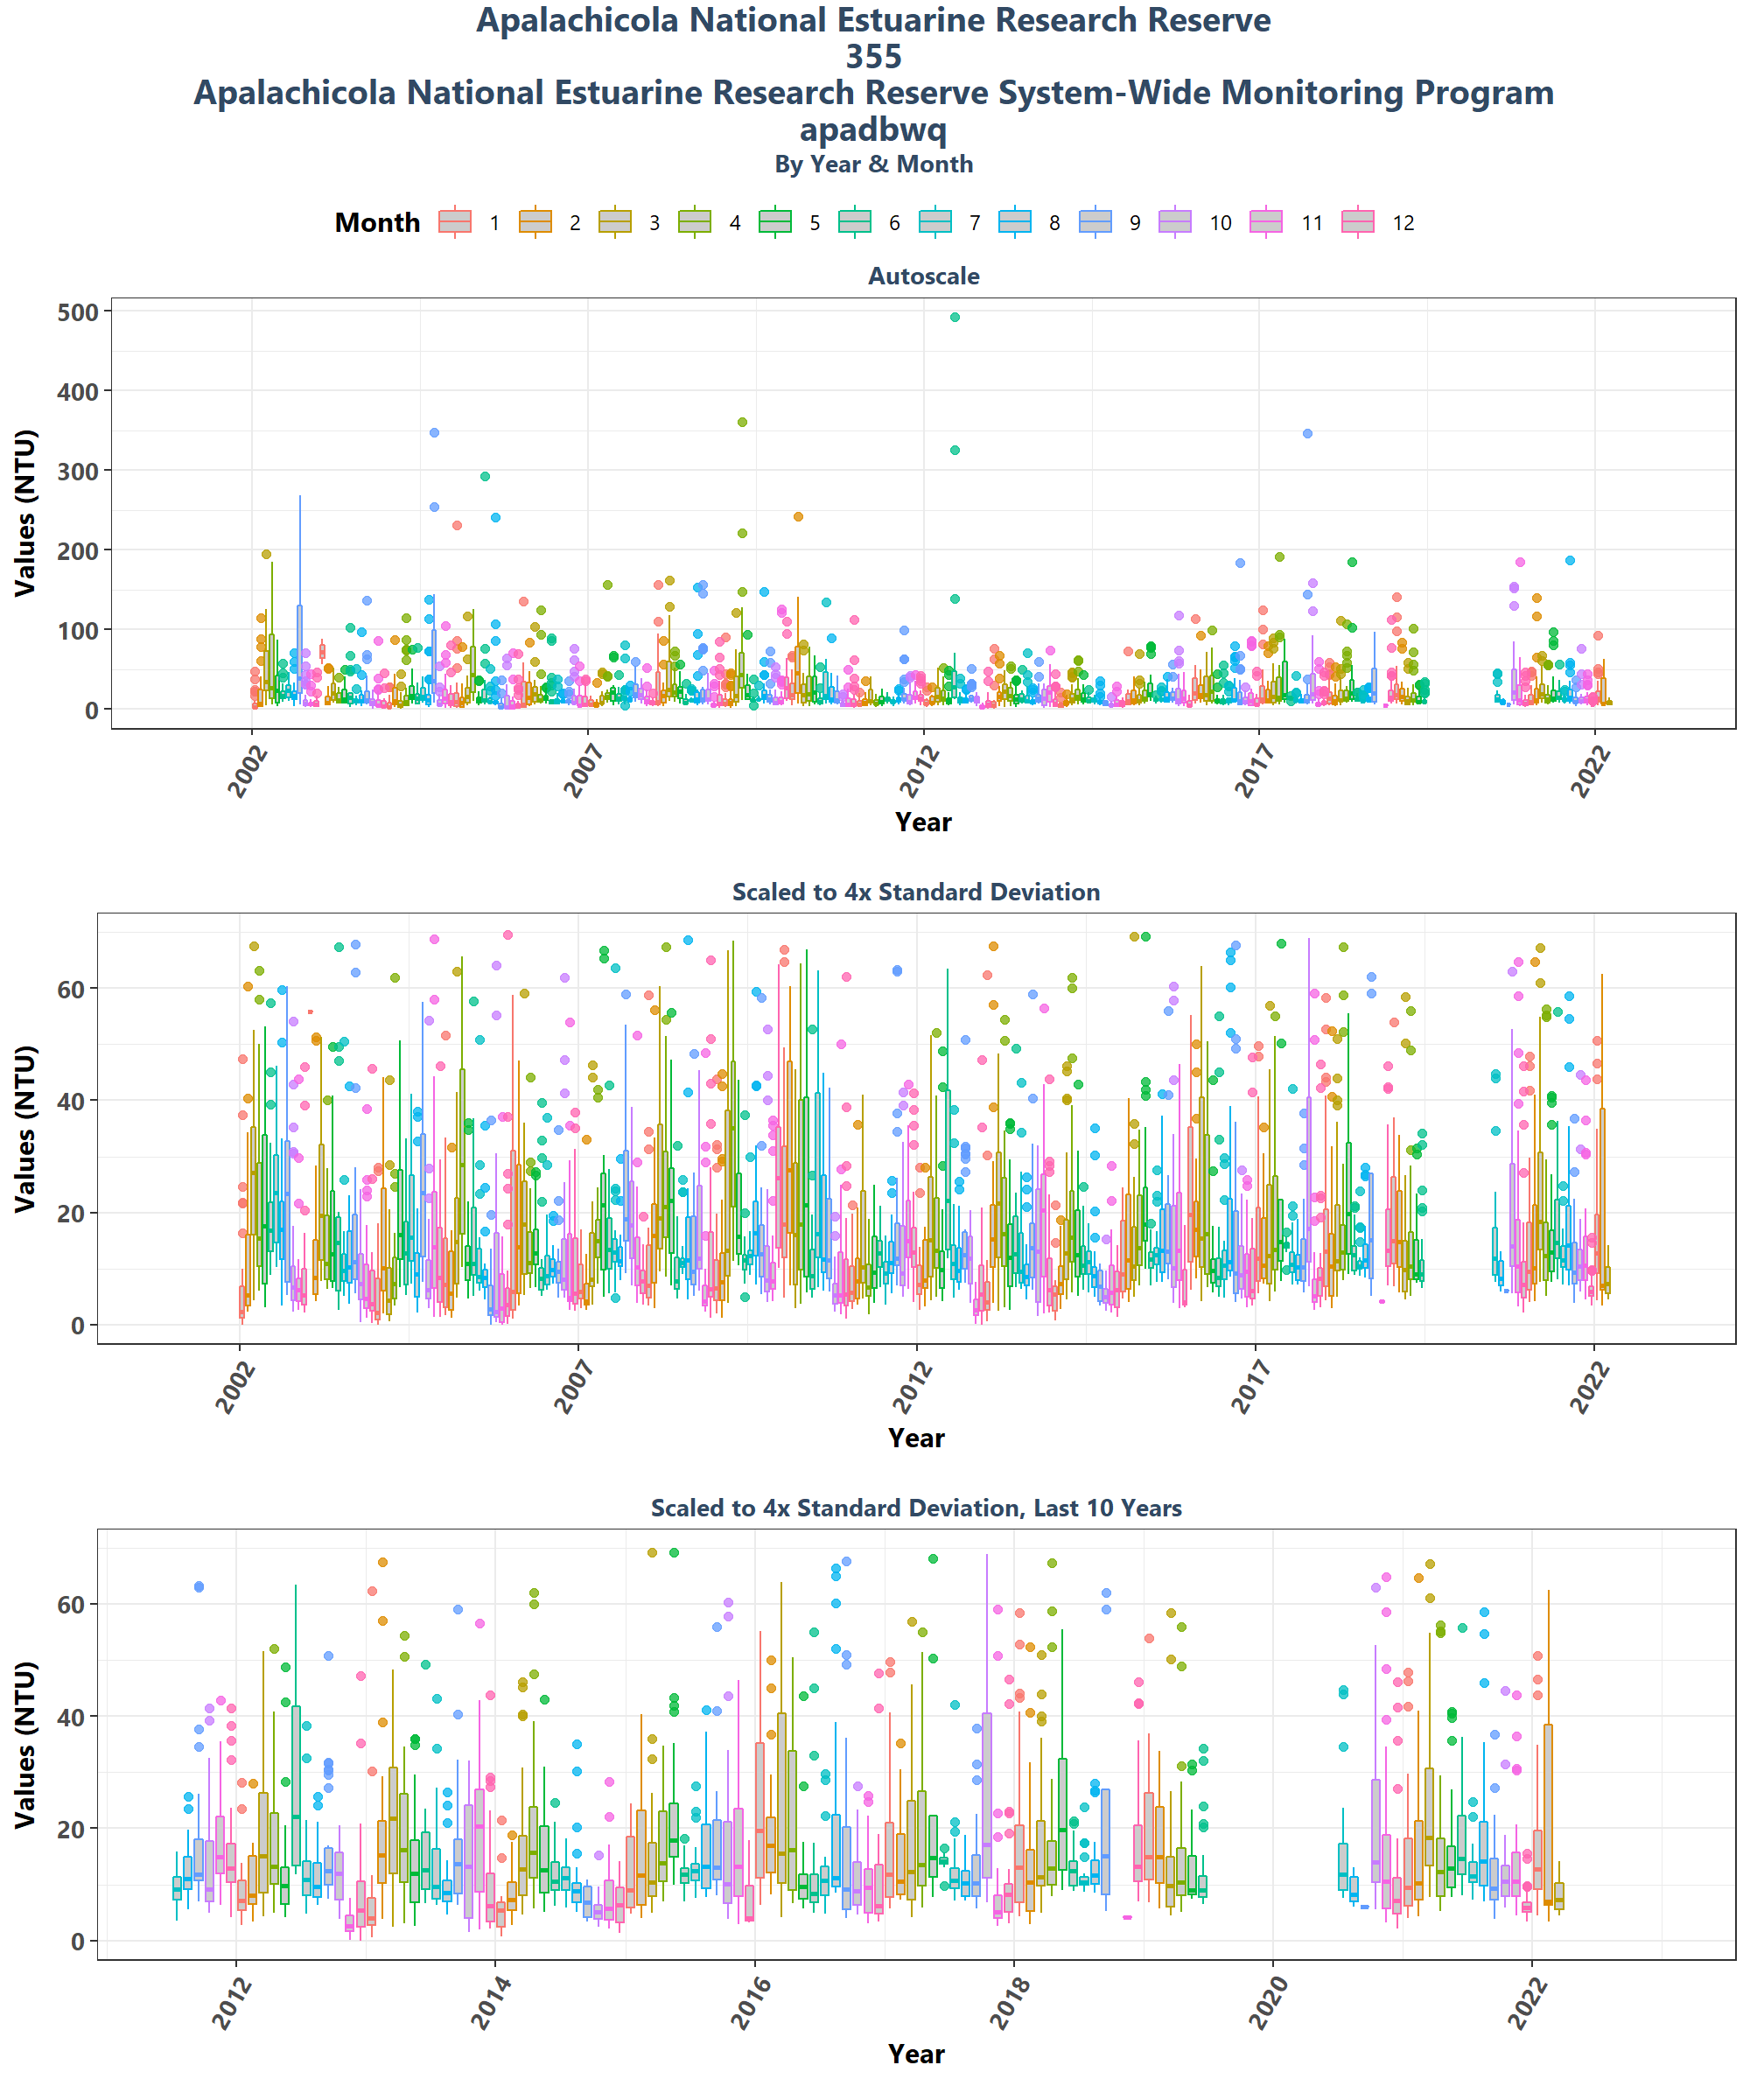 Apalachicola National Estuarine Research Reserve
355
Apalachicola National Estuarine Research Reserve System-Wide Monitoring Program
apadbwq
By Year & Month
Month 1 2 3 4 5 6 7 8 9 10 11 12
Autoscale
Values (NTU)
500
400
300
200
100
0
2002 2007 2012 2017 2022
Year
Scaled to 4x Standard Deviation
Values (NTU)
60
40
20
0
2002 2007 2012 2017 2022
Year
Scaled to 4x Standard Deviation, Last 10 Years
Values (NTU)
60
40
20
0
2012 2014 2016 2018 2020 2022
Year